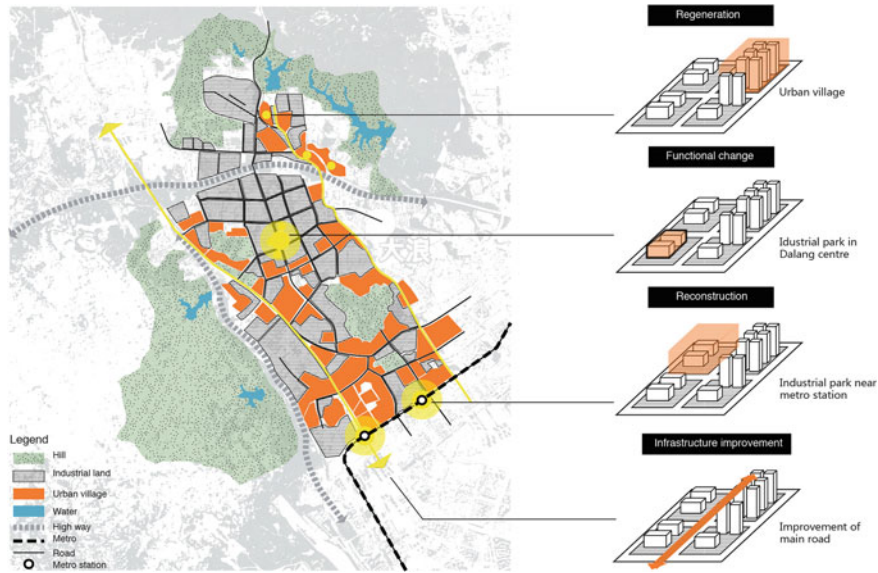 Regeneration
Urban village
Functional change
Idustrial park in
Dalang centre
Reconstruction
Industrial park near
metro station
Infrastructure improvement
Improvement of
main road
大浪
Legend
Hill
Industrial land
Urban village
Water
High way
Metro
Road
Metro station